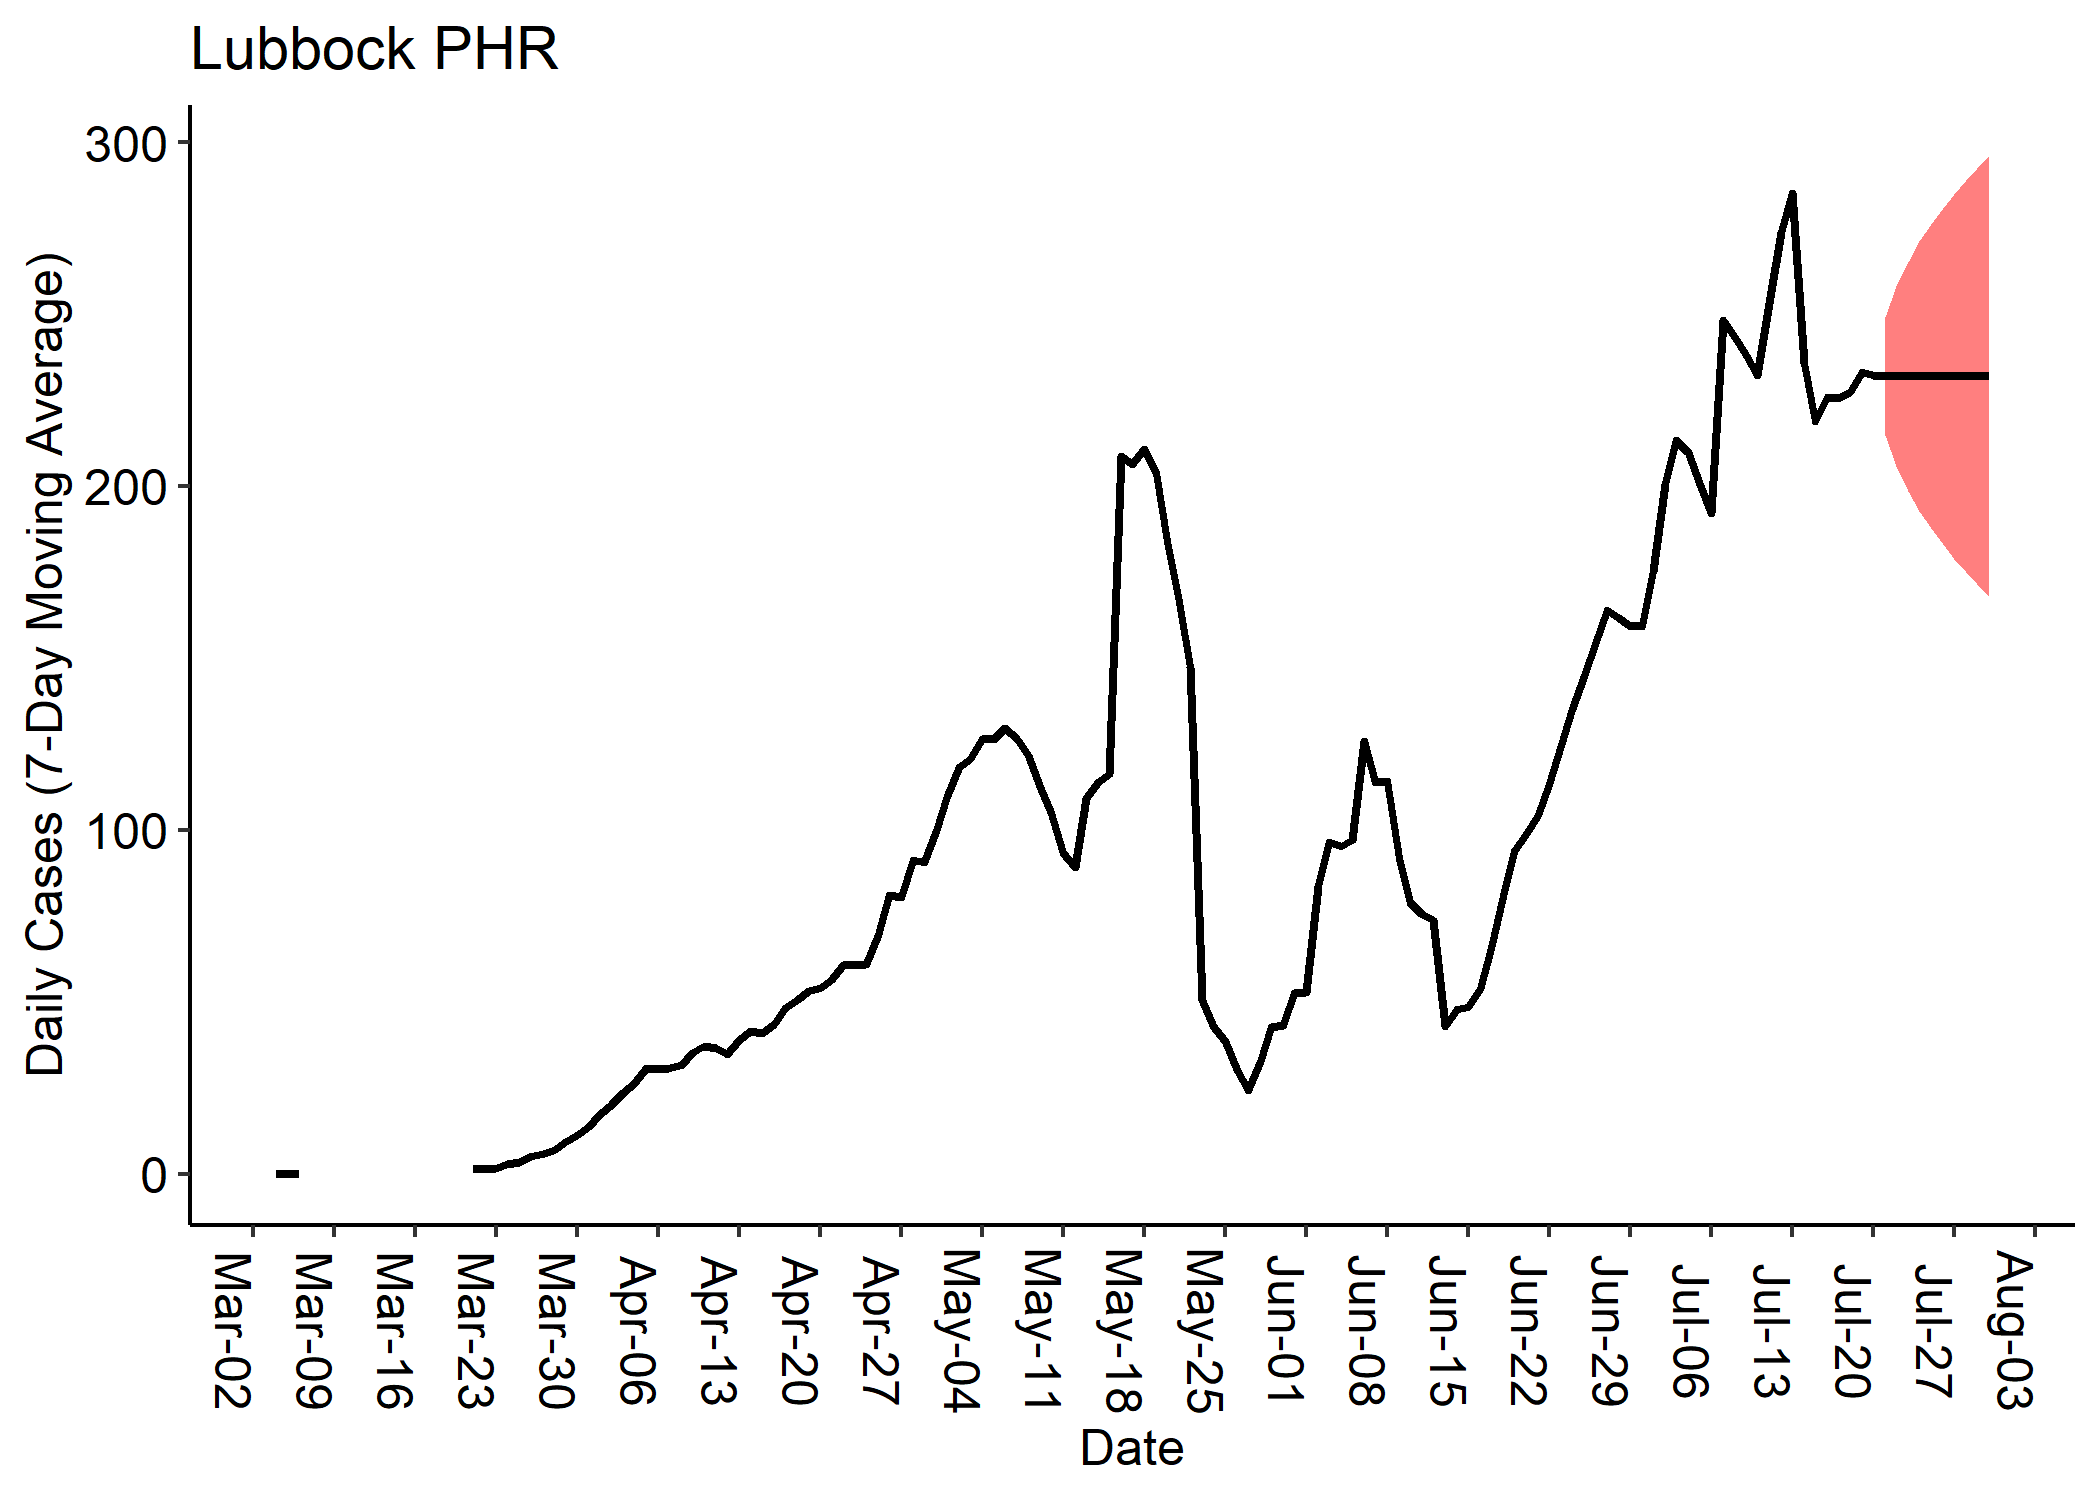 Lubbock PHR
Daily Cases (7-Day Moving Average)
300
200
100
0
Mar-02
Mar-09
Mar-16
Mar-23
Mar-30
Apr-06
Apr-13
Apr-20
Apr-27
May-04
May-11
May-18
May-25
Jun-01
Jun-08
Jun-15
Jun-22
Jun-29
Jul-06
Jul-13
Jul-20
Jul-27
Aug-03
Date